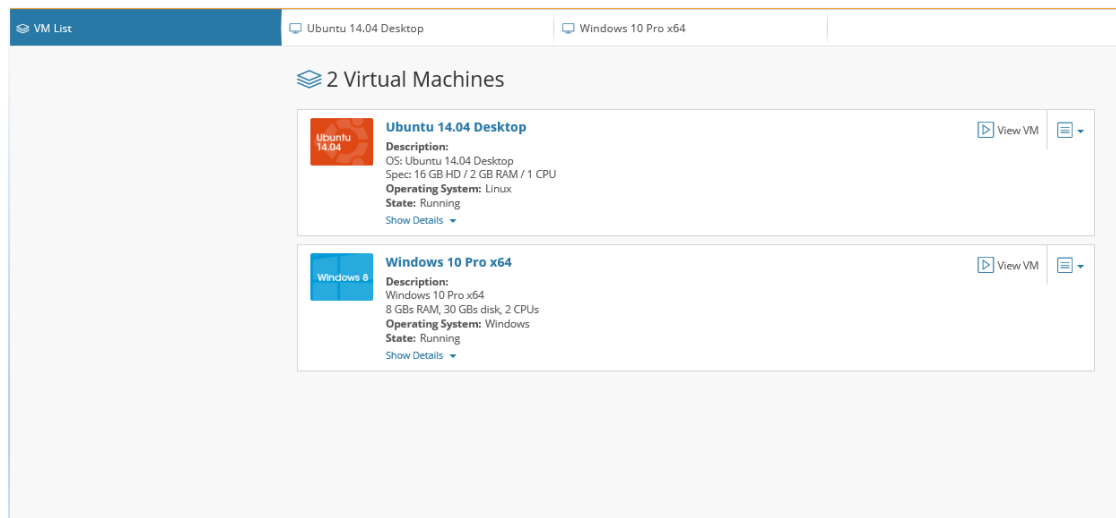 VM List
Ubuntu 14.04 Desktop
Windows 10 Pro x64
2 Virtual Machines
Ubuntu
14.04
Ubuntu 14.04 Desktop
Description:
OS: Ubuntu 14.04 Desktop
Spec: 16 GB HD / 2 GB RAM / 1 CPU
Operating System: Linux
State: Running
Show Details
View VM
Windows 8
Windows 10 Pro x64
Description:
Windows 10 Pro x64
8 GBs RAM, 30 GBs disk, 2 CPUs
Operating System: Windows
State: Running
Show Details
View VM